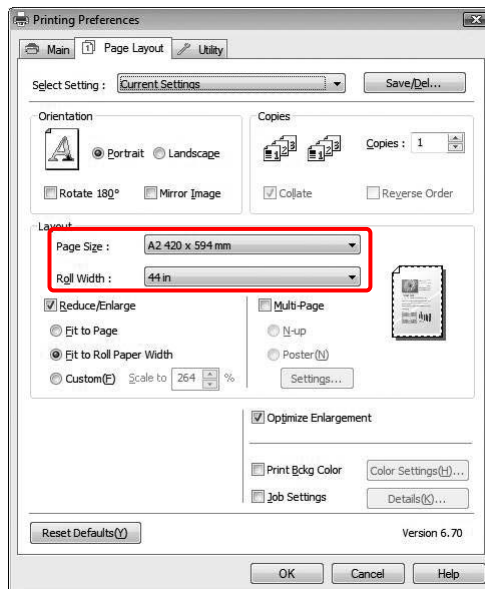 Printing Preferences
Main Page Layout Utility
Select Setting : Current Settings Save/Del...
Orientation
Portrait Landscape
Rotate 180° Mirror Image
Copies
Copies : 1
Collate Reverse Order
Layout
Page Size : A2 420 x 594 mm
Roll Width : 44 in
Reduce/Enlarge
Fit to Page
Fit to Roll Paper Width
Custom(F) Scale to 264 %
Multi-Page
N-up
Poster(N)
Settings...
Optimize Enlargement
Print Bckg Color Color Settings(H)...
Job Settings Details(K)...
Reset Defaults(Y) Version 6.70
OK Cancel Help